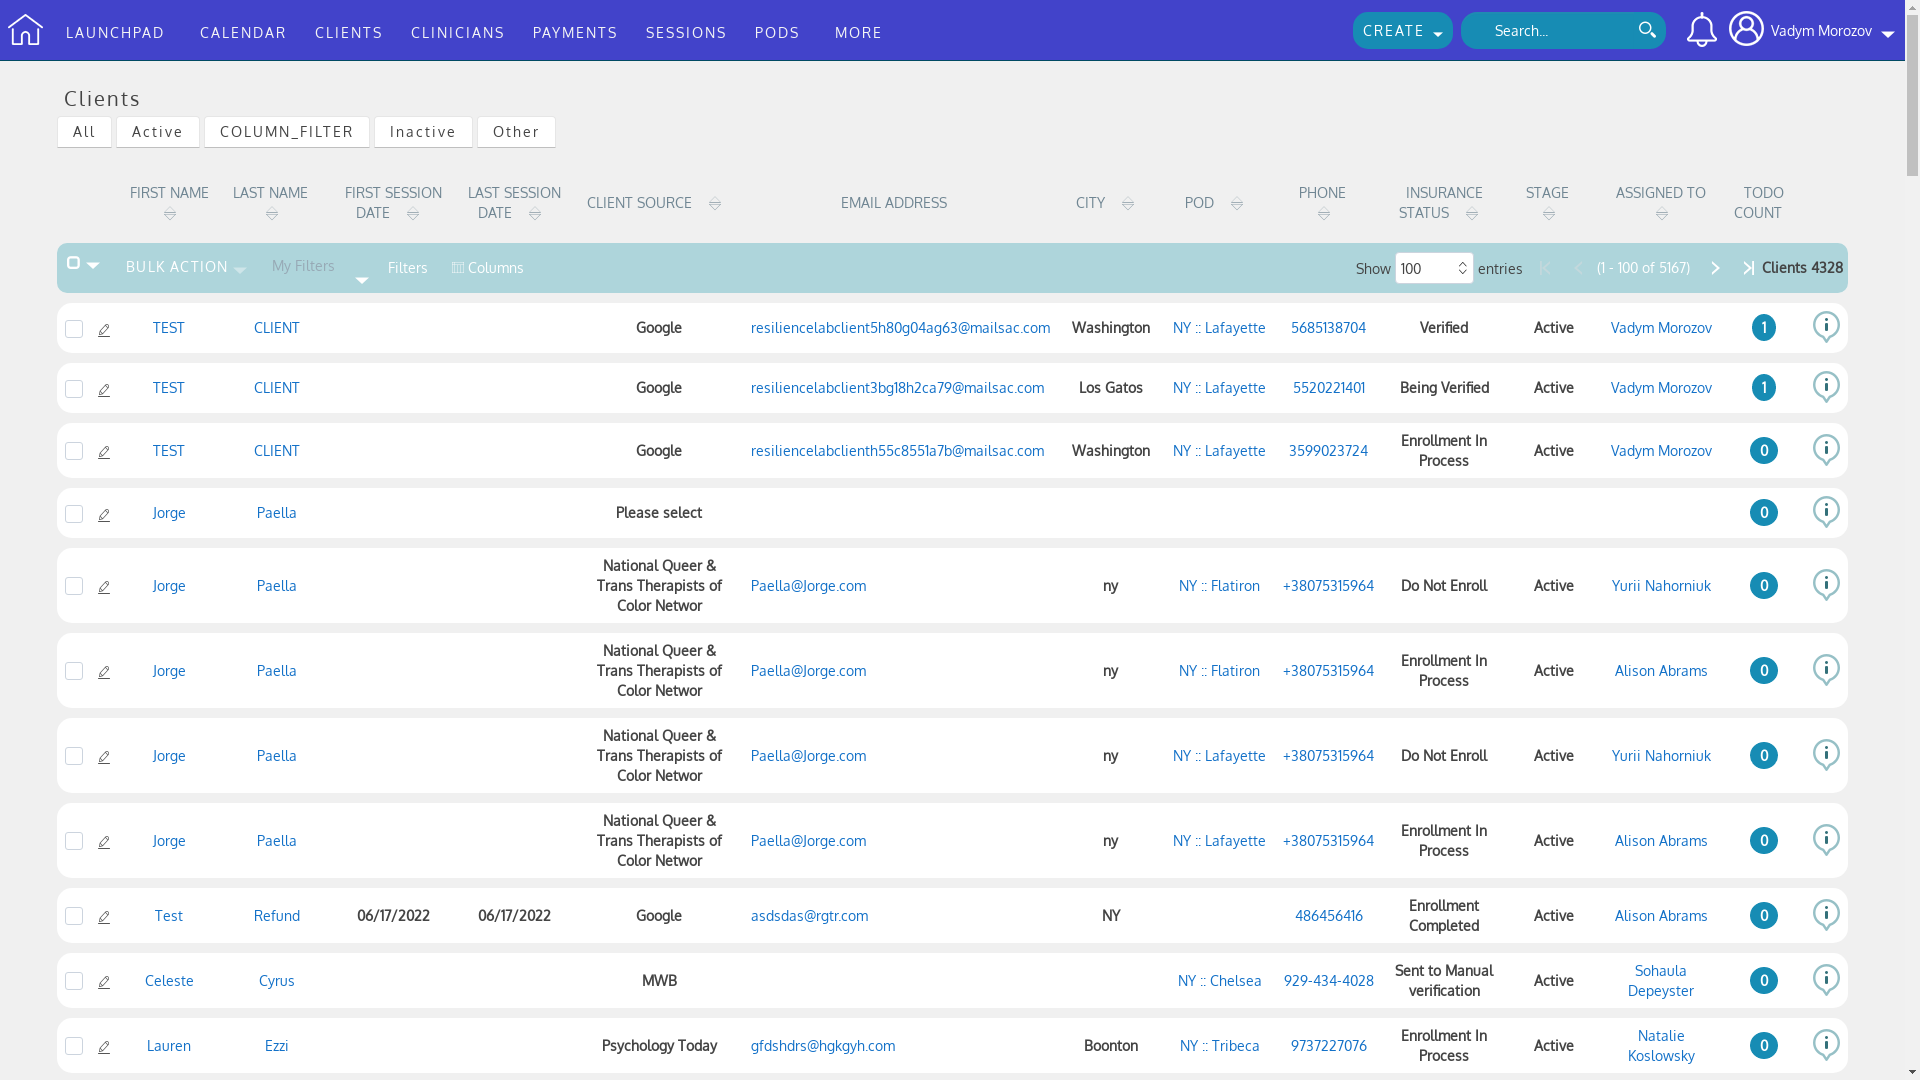 LAUNCHPAD CALENDAR CLIENTS CLINICIANS PAYMENTS SESSIONS PODS MORE CREATE Search... Vadym Morozov
Clients
All Active COLUMN_FILTER Inactive Other
FIRST NAME LAST NAME FIRST SESSION DATE LAST SESSION DATE CLIENT SOURCE EMAIL ADDRESS CITY POD PHONE INSURANCE STATUS STAGE ASSIGNED TO TODO COUNT
BULK ACTION My Filters Filters Columns Show 100 entries (1 - 100 of 5167) Clients 4328
TEST CLIENT Google resiliencelabclient5h80g04ag63@mailsac.com Washington NY :: Lafayette 5685138704 Verified Active Vadym Morozov 1
TEST CLIENT Google resiliencelabclient3bg18h2ca79@mailsac.com Los Gatos NY :: Lafayette 5520221401 Being Verified Active Vadym Morozov 1
TEST CLIENT Google resiliencelabclienth55c8551a7b@mailsac.com Washington NY :: Lafayette 3599023724 Enrollment In Process Active Vadym Morozov 0
Jorge Paella Please select 0
Jorge Paella National Queer & Trans Therapists of Color Networ Paella@Jorge.com ny NY :: Flatiron +38075315964 Do Not Enroll Active Yurii Nahorniuk 0
Jorge Paella National Queer & Trans Therapists of Color Networ Paella@Jorge.com ny NY :: Flatiron +38075315964 Enrollment In Process Active Alison Abrams 0
Jorge Paella National Queer & Trans Therapists of Color Networ Paella@Jorge.com ny NY :: Lafayette +38075315964 Do Not Enroll Active Yurii Nahorniuk 0
Jorge Paella National Queer & Trans Therapists of Color Networ Paella@Jorge.com ny NY :: Lafayette +38075315964 Enrollment In Process Active Alison Abrams 0
Test Refund 06/17/2022 06/17/2022 Google asdsdas@rgtr.com NY 486456416 Enrollment Completed Active Alison Abrams 0
Celeste Cyrus MWB NY :: Chelsea 929-434-4028 Sent to Manual verification Active Sohaula Depeyster 0
Lauren Ezzi Psychology Today gfdshdrs@hgkgyh.com Boonton NY :: Tribeca 9737227076 Enrollment In Process Active Natalie Koslowsky 0